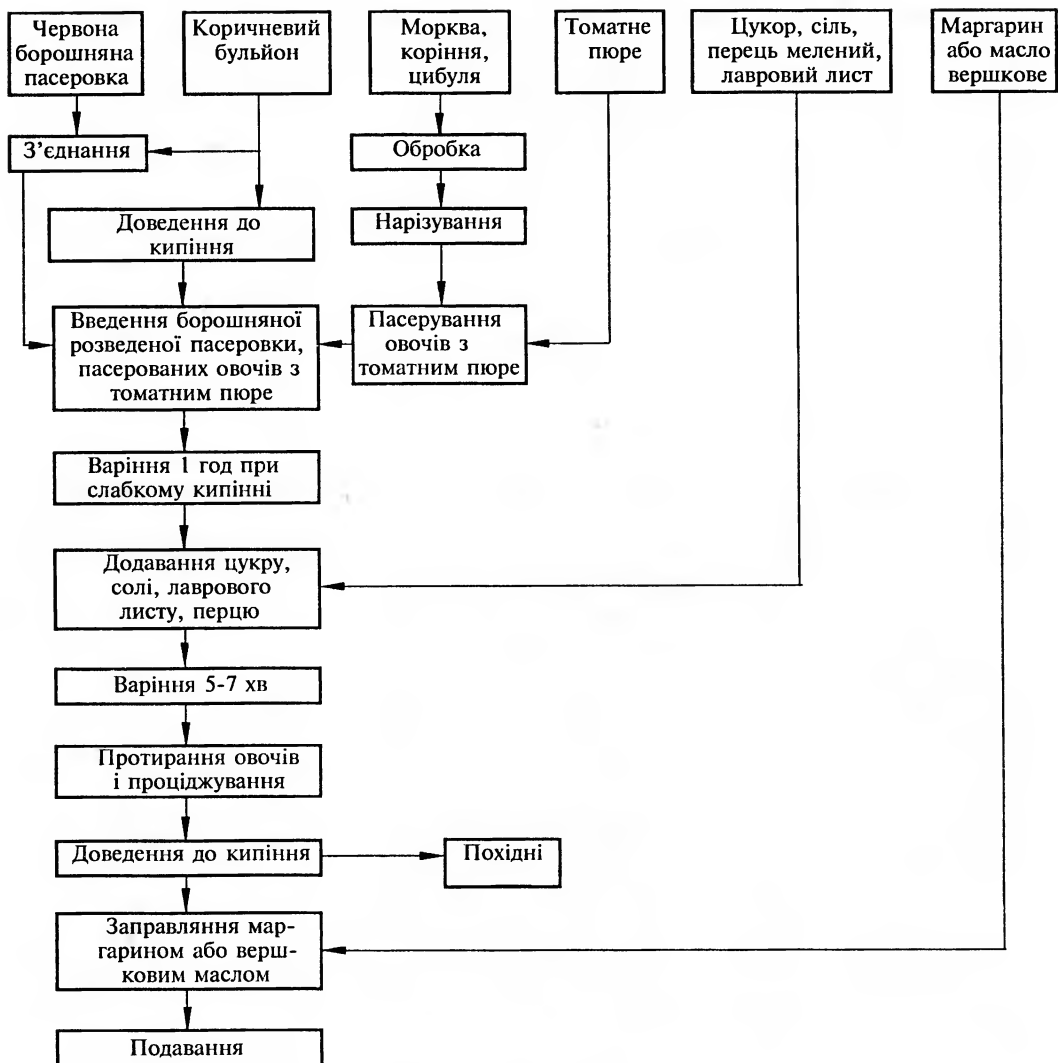 Червона
борошняна
пасеровка
Коричневий
бульйон
Морква,
коріння,
цибуля
Томатне
пюре
Цукор, сіль,
перець мелений,
лавровий лист
Маргарин
або масло
вершкове
З'єднання
Обробка
Доведення до
кипіння
Нарізування
Введення борошняної
розведеної пасеровки,
пасерованих овочів з
томатним пюре
Пасерування
овочів з
томатним пюре
Варіння 1 год при
слабкому кипінні
Додавання цукру,
солі, лаврового
листу, перцю
Варіння 5-7 хв
Протирання овочів
і проціджування
Доведення до кипіння
Похідні
Заправляння мар-
гарином або верш-
ковим маслом
Подавання